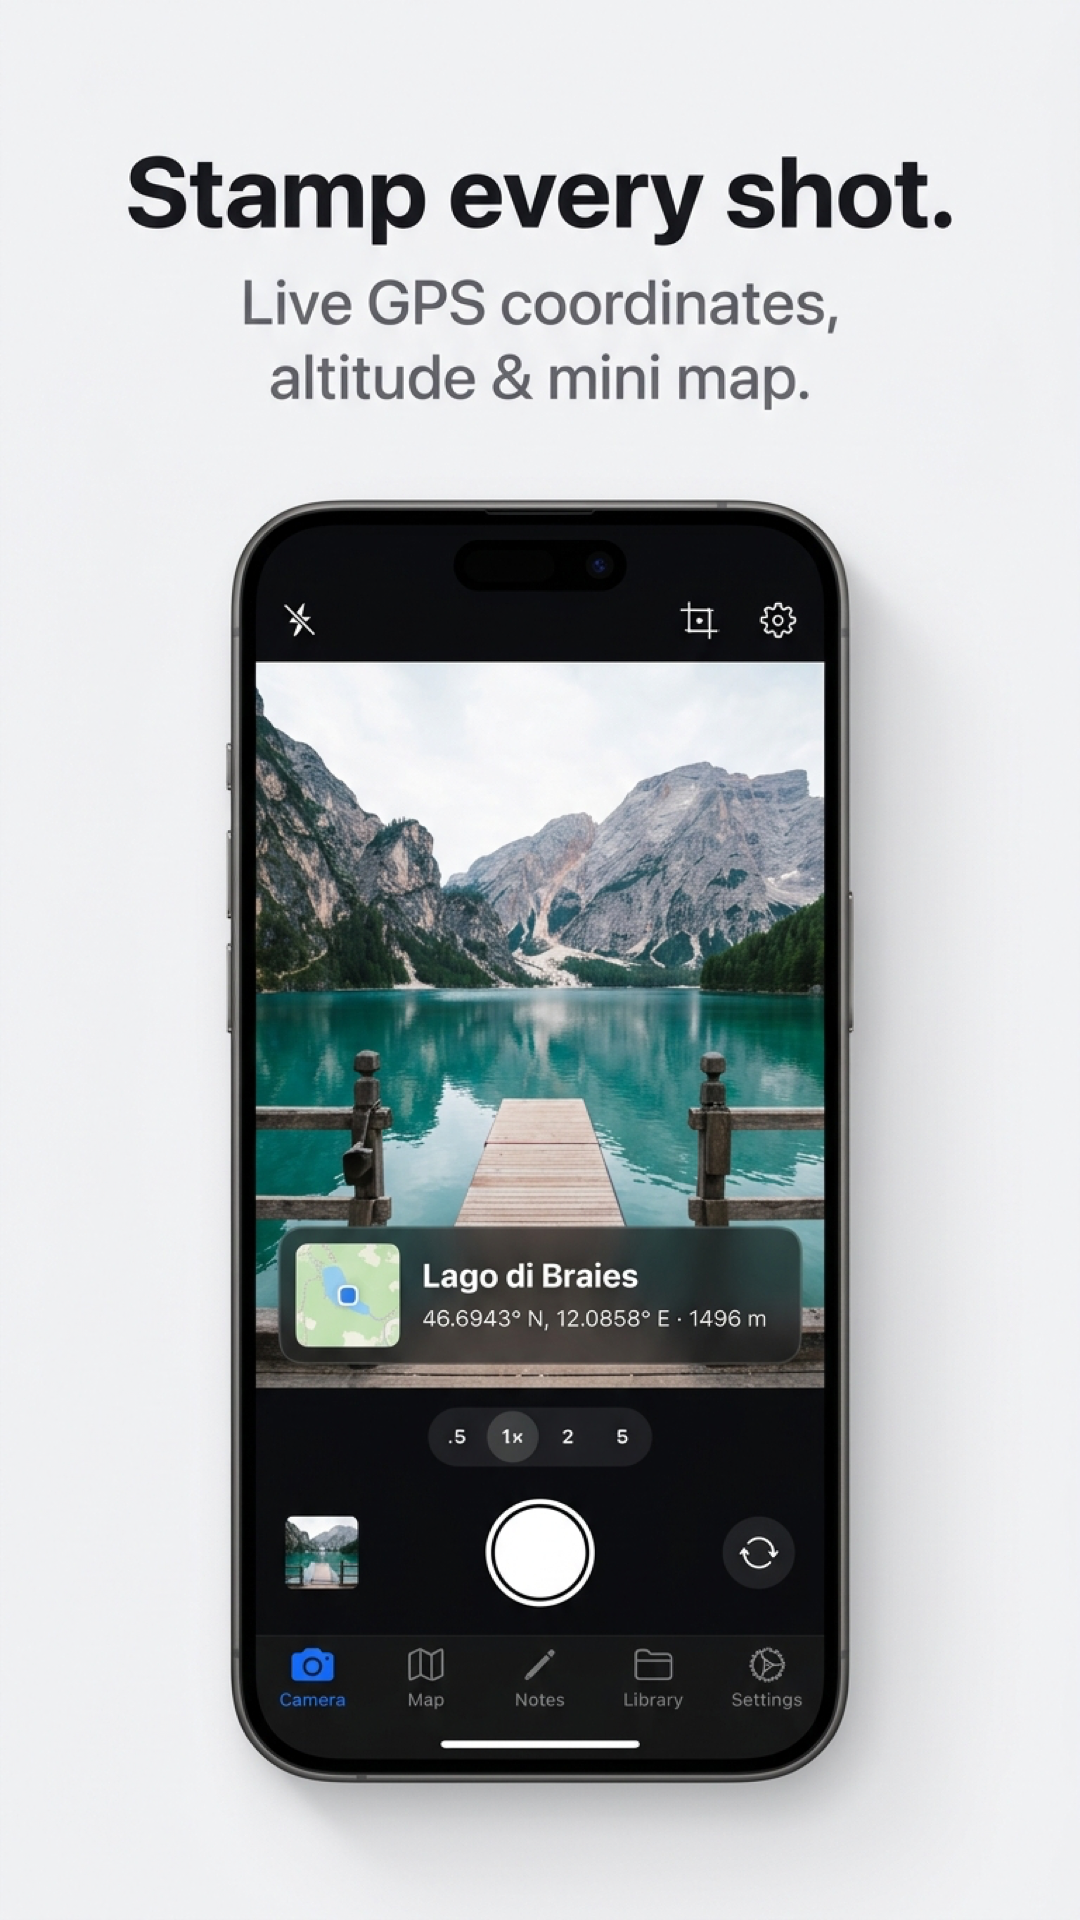 Stamp every shot.
Live GPS coordinates,
altitude & mini map.
Lago di Braies
46.6943° N, 12.0858° E · 1496 m
.5 1x 2 5
Camera Map Notes Library Settings